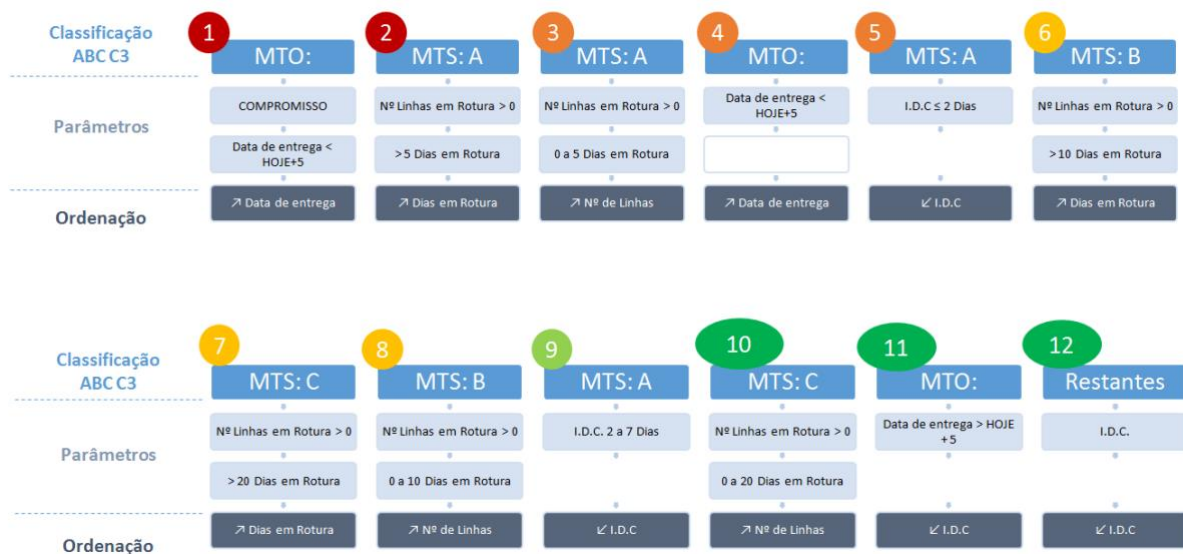 Classificação
ABC C3
1
MTO:
2
MTS: A
3
MTS: A
4
MTO:
5
MTS: A
6
MTS: B
Parâmetros
COMPROMISSO
Nº Linhas em Rotura > 0
Nº Linhas em Rotura > 0
Data de entrega <
HOJE+5
I.D.C ≤ 2 Dias
Nº Linhas em Rotura > 0
Data de entrega <
HOJE+5
> 5 Dias em Rotura
0 a 5 Dias em Rotura
> 10 Dias em Rotura
Ordenação
↗ Data de entrega
↗ Dias em Rotura
↗ Nº de Linhas
↗ Data de entrega
↙ I.D.C
↗ Dias em Rotura
Classificação
ABC C3
7
MTS: C
8
MTS: B
9
MTS: A
10
MTS: C
11
MTO:
12
Restantes
Parâmetros
Nº Linhas em Rotura > 0
Nº Linhas em Rotura > 0
I.D.C. 2 a 7 Dias
Nº Linhas em Rotura > 0
Data de entrega > HOJE
+5
I.D.C.
> 20 Dias em Rotura
0 a 10 Dias em Rotura
0 a 20 Dias em Rotura
Ordenação
↗ Dias em Rotura
↗ Nº de Linhas
↙ I.D.C
↗ Nº de Linhas
↙ I.D.C
↙ I.D.C